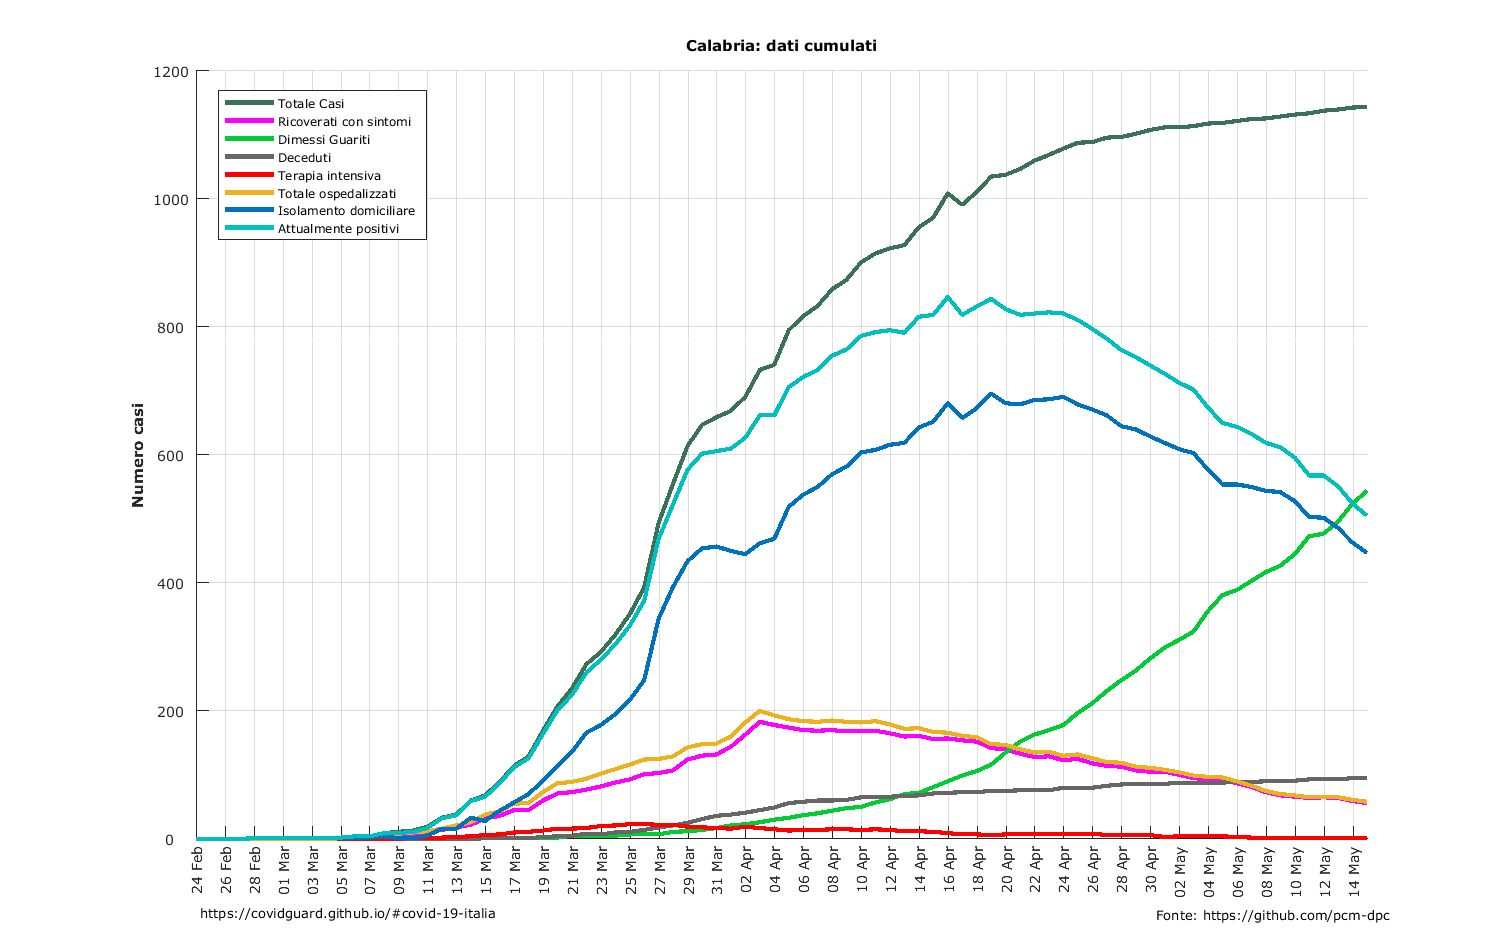 Calabria: dati cumulati
1200
1000
800
600
400
200
0
Numero casi
Totale Casi
Ricoverati con sintomi
Dimessi Guariti
Deceduti
Terapia intensiva
Totale ospedalizzati
Isolamento domiciliare
Attualmente positivi
24 Feb
26 Feb
28 Feb
01 Mar
03 Mar
05 Mar
07 Mar
09 Mar
11 Mar
13 Mar
15 Mar
17 Mar
19 Mar
21 Mar
23 Mar
25 Mar
27 Mar
29 Mar
31 Mar
02 Apr
04 Apr
06 Apr
08 Apr
10 Apr
12 Apr
14 Apr
16 Apr
18 Apr
20 Apr
22 Apr
24 Apr
26 Apr
28 Apr
30 Apr
02 May
04 May
06 May
08 May
10 May
12 May
14 May
https://covidguard.github.io/#covid-19-italia
Fonte: https://github.com/pcm-dpc